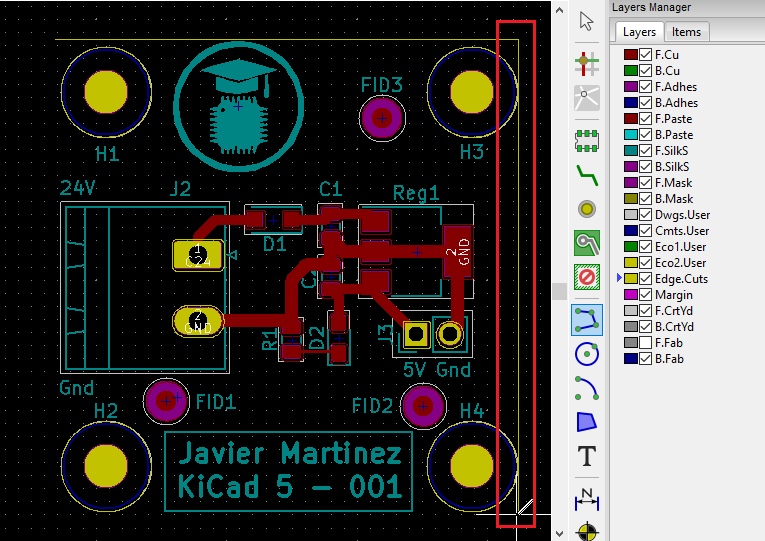 Layers Manager
Layers Items
F.Cu
B.Cu
F.Adhes
B.Adhes
F.Paste
B.Paste
F.SilkS
B.SilkS
F.Mask
B.Mask
Dwgs.User
Cmts.User
Eco1.User
Eco2.User
Edge.Cuts
Margin
F.CrtYd
B.CrtYd
F.Fab
B.Fab
T
N
FID3
H1
H3
24V
J2
C1
Reg1
D1
1
2
GND
2
GND
R1
D2
J3
5V Gnd
Gnd
H2
FID1
FID2
H4
Javier Martinez
KiCad 5 - 001